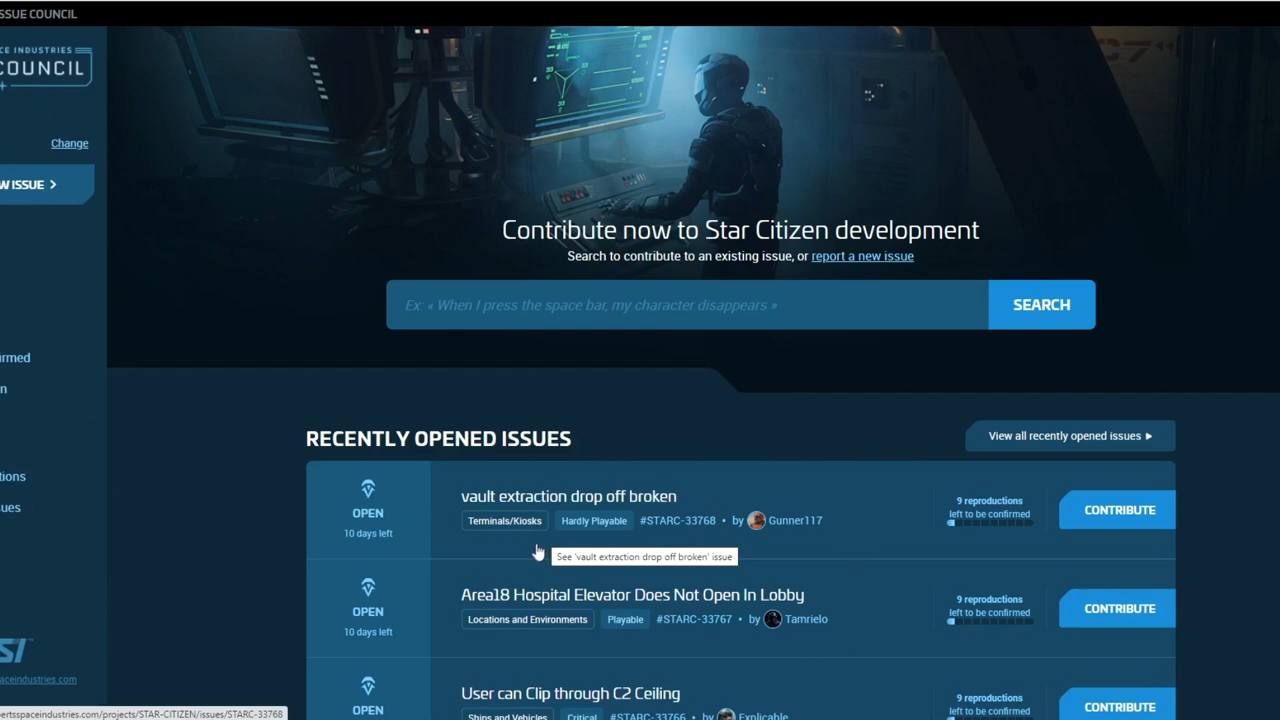 SSUE COUNCIL
CE INDUSTRIES
COUNCIL
Change
W ISSUE >
irmed
n
tions
ues
SI
aceindustries.com
Contribute now to Star Citizen development
Search to contribute to an existing issue, or report a new issue
Ex: « When I press the space bar, my character disappears »
SEARCH
RECENTLY OPENED ISSUES
View all recently opened issues ▶
OPEN
10 days left
vault extraction drop off broken
Terminals/Kiosks Hardly Playable #STARC-33768 • by Gunner117
9 reproductions
left to be confirmed
CONTRIBUTE
See 'vault extraction drop off broken' issue
OPEN
10 days left
Area18 Hospital Elevator Does Not Open In Lobby
Locations and Environments Playable #STARC-33767 • by Tamrielo
9 reproductions
left to be confirmed
CONTRIBUTE
OPEN
User can Clip through C2 Ceiling
Ships and Vehicles Critical #STARC-33766 • by Explicable
9 reproductions
left to be confirmed
CONTRIBUTE
bertsspaceindustries.com/projects/STAR-CITIZEN/issues/STARC-33768